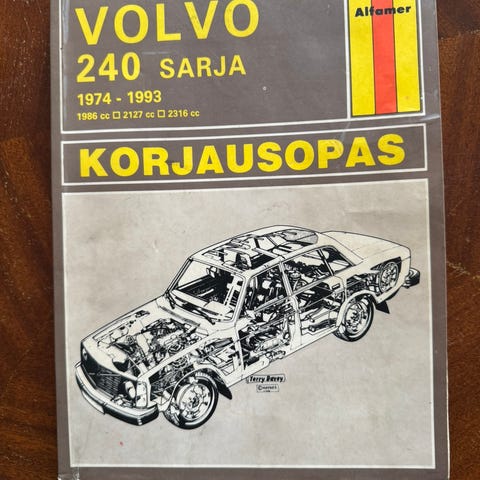 VOLVO
Alfamer
240 SARJA
1974 - 1993
1986 cc □ 2127 cc □ 2316 cc
KORJAUSOPAS
Terry Davey